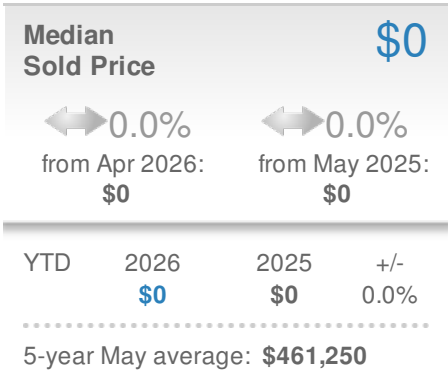 Median
Sold Price
$0
0.0%
from Apr 2026:
$0
0.0%
from May 2025:
$0
YTD 2026 2025 +/-
$0 $0 0.0%
5-year May average: $461,250